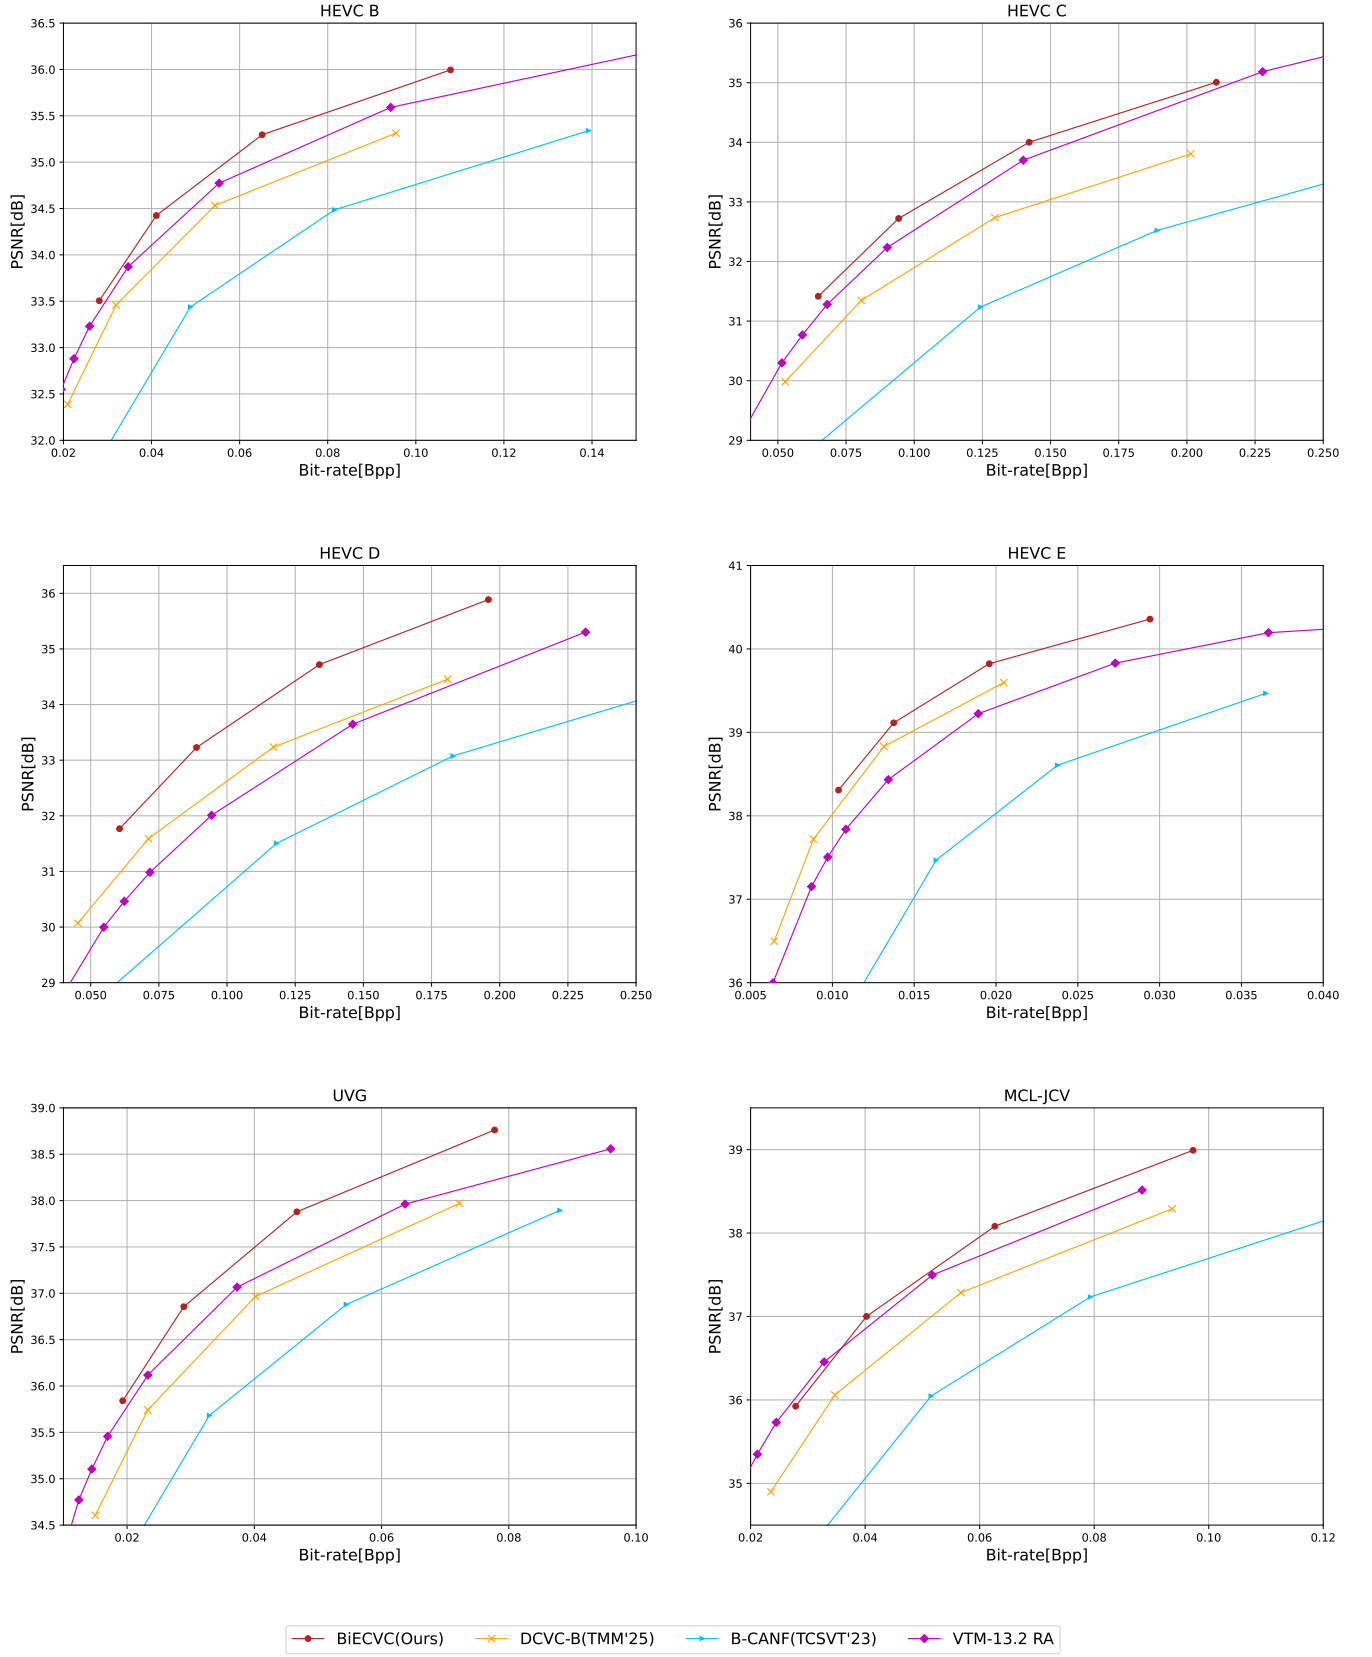 HEVC B
36.5
36.0
35.5
35.0
34.5
34.0
33.5
33.0
32.5
32.0
PSNR[dB]
0.02 0.04 0.06 0.08 0.10 0.12 0.14
Bit-rate[Bpp]
HEVC C
36
35
34
33
32
31
30
29
PSNR[dB]
0.050 0.075 0.100 0.125 0.150 0.175 0.200 0.225 0.250
Bit-rate[Bpp]
HEVC D
36
35
34
33
32
31
30
29
PSNR[dB]
0.050 0.075 0.100 0.125 0.150 0.175 0.200 0.225 0.250
Bit-rate[Bpp]
HEVC E
41
40
39
38
37
36
PSNR[dB]
0.005 0.010 0.015 0.020 0.025 0.030 0.035 0.040
Bit-rate[Bpp]
UVG
39.0
38.5
38.0
37.5
37.0
36.5
36.0
35.5
35.0
34.5
PSNR[dB]
0.02 0.04 0.06 0.08 0.10
Bit-rate[Bpp]
MCL-JCV
39
38
37
36
35
PSNR[dB]
0.02 0.04 0.06 0.08 0.10 0.12
Bit-rate[Bpp]
BiECVC(Ours) DCVC-B(TMM'25) B-CANF(TCSVT'23) VTM-13.2 RA